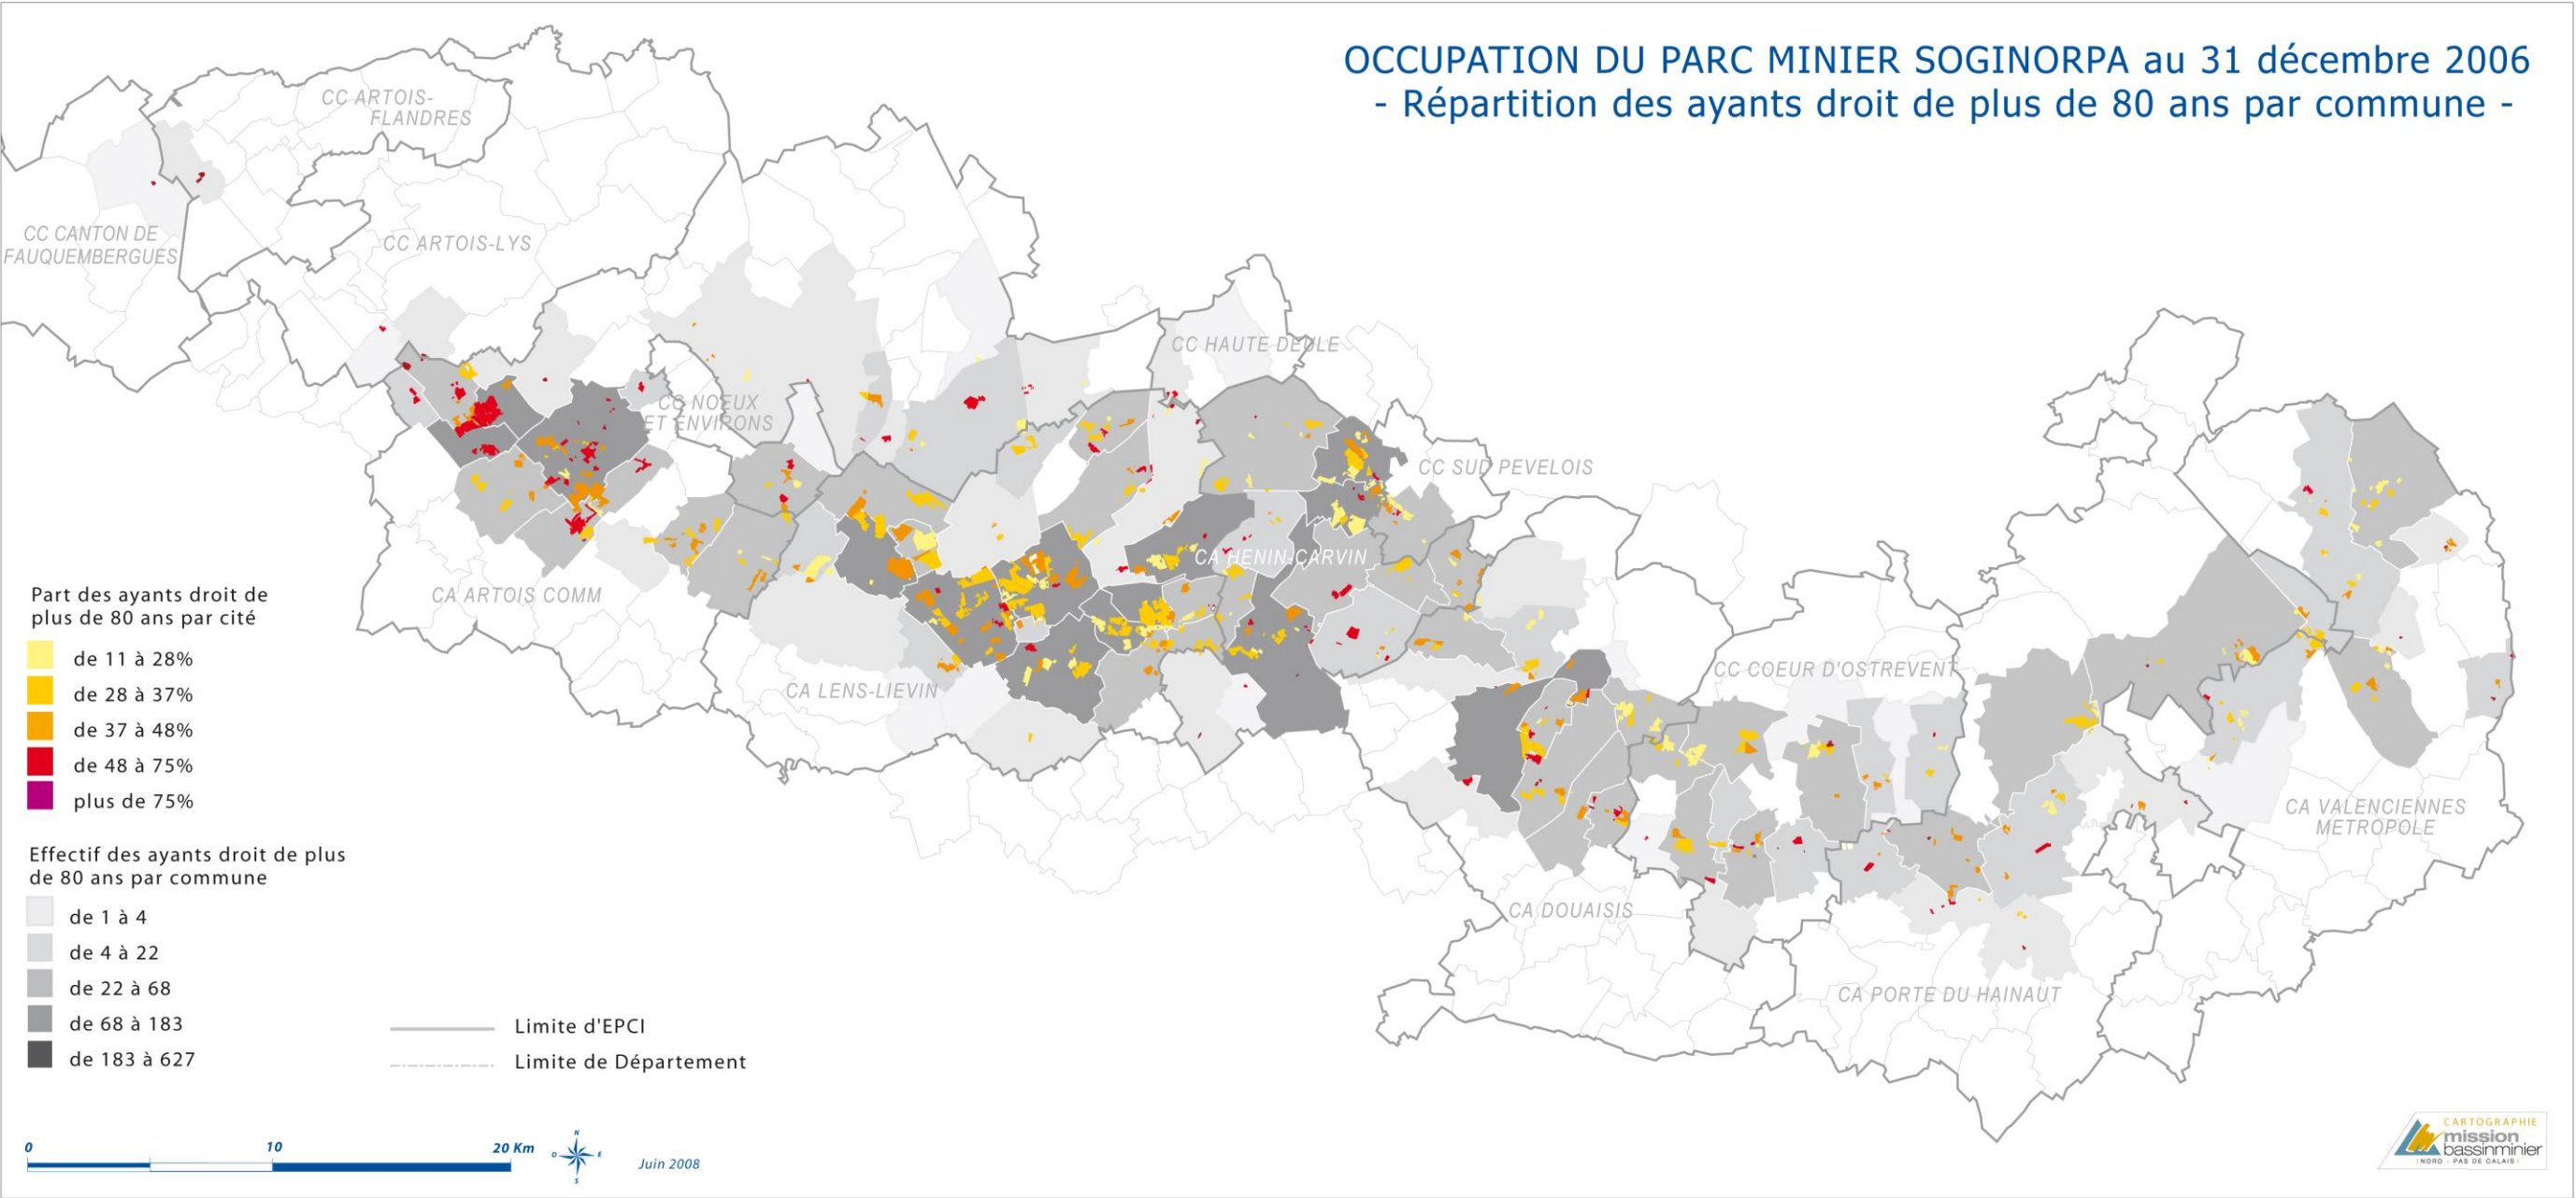 OCCUPATION DU PARC MINIER SOGINORPA au 31 décembre 2006
- Répartition des ayants droit de plus de 80 ans par commune -
CC ARTOIS-
FLANDRES
CC CANTON DE
FAUQUEMBERGUES
CC ARTOIS-LYS
CC HAUTE DEULE
CC NOEUX
ET ENVIRONS
CC SUD PEVELOIS
CA HENIN-CARVIN
CA ARTOIS COMM
CA LENS-LIEVIN
CC COEUR D'OSTREVENT
CA VALENCIENNES
METROPOLE
CA DOUAISIS
CA PORTE DU HAINAUT
Part des ayants droit de
plus de 80 ans par cité
de 11 à 28%
de 28 à 37%
de 37 à 48%
de 48 à 75%
plus de 75%
Effectif des ayants droit de plus
de 80 ans par commune
de 1 à 4
de 4 à 22
de 22 à 68
de 68 à 183
de 183 à 627
Limite d'EPCI
Limite de Département
0 10 20 Km
N
O E
S
Juin 2008
CARTOGRAPHIE
mission
bassinminier
NORD - PAS DE CALAIS